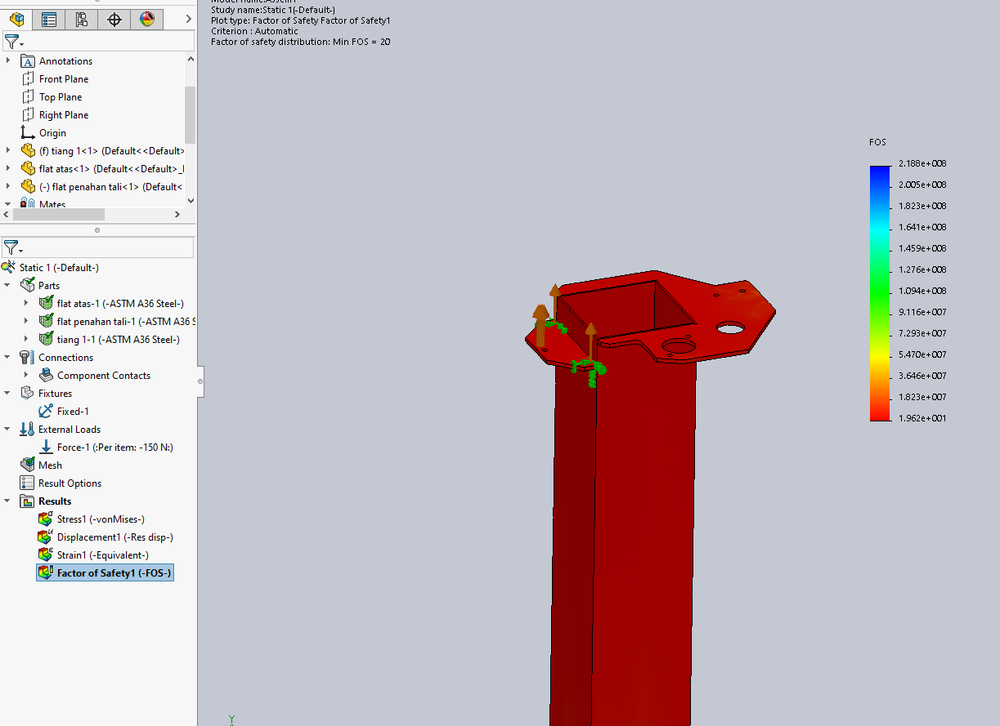 Study name:Static 1(-Default-)
Plot type: Factor of Safety Factor of Safety1
Criterion : Automatic
Factor of safety distribution: Min FOS = 20
A Annotations
Front Plane
Top Plane
Right Plane
Origin
(f) tiang 1<1> (Default<<Default>
flat atas<1> (Default<<Default>_
(-) flat penahan tali<1> (Default<
Mates
Static 1 (-Default-)
Parts
flat atas-1 (-ASTM A36 Steel-)
flat penahan tali-1 (-ASTM A36 S
tiang 1-1 (-ASTM A36 Steel-)
Connections
Component Contacts
Fixtures
Fixed-1
External Loads
Force-1 (:Per item: -150 N:)
Mesh
Result Options
Results
Stress1 (-vonMises-)
Displacement1 (-Res disp-)
Strain1 (-Equivalent-)
Factor of Safety1 (-FOS-)
FOS
2.188e+008
2.005e+008
1.823e+008
1.641e+008
1.459e+008
1.276e+008
1.094e+008
9.116e+007
7.293e+007
5.470e+007
3.646e+007
1.823e+007
1.962e+001
Y